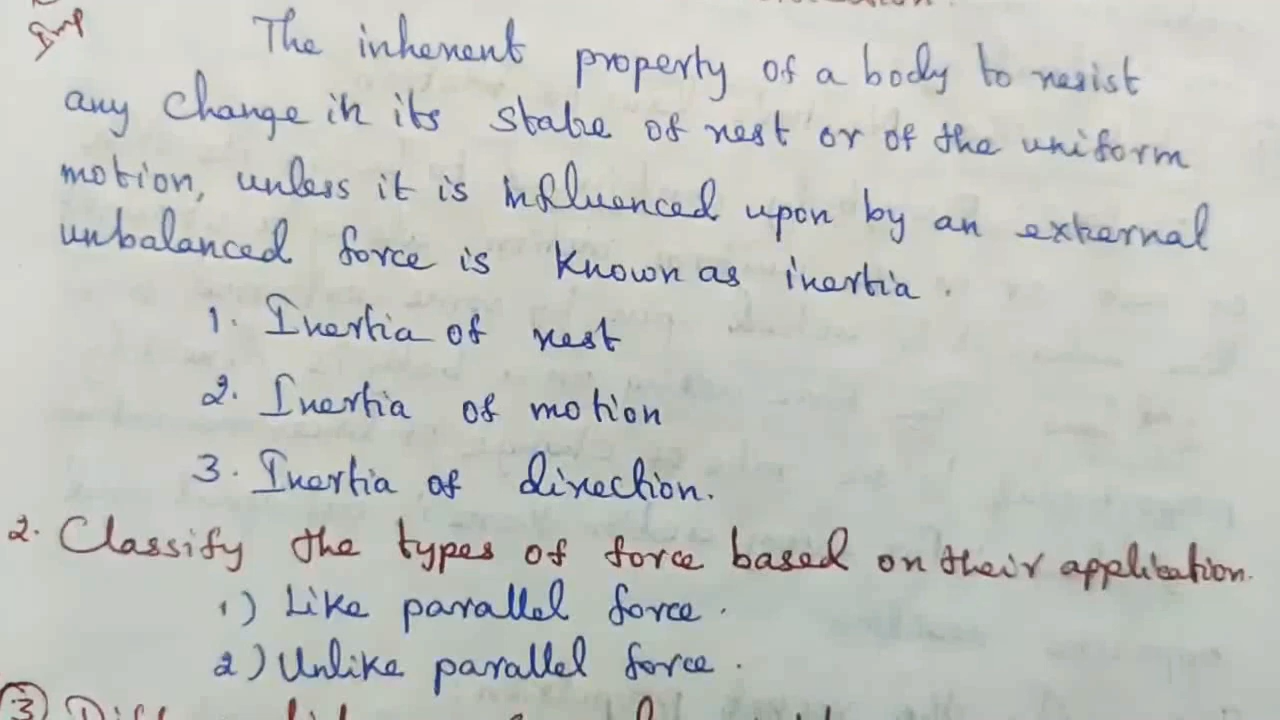 Imp
The inherent property of a body to resist
any change in its state of rest or of the uniform
motion, unless it is influenced upon by an external
unbalanced force is known as inertia.
1. Inertia of rest
2. Inertia of motion
3. Inertia of direction.
2. Classify the types of force based on their application.
1) Like parallel force.
2) Unlike parallel force.
3)